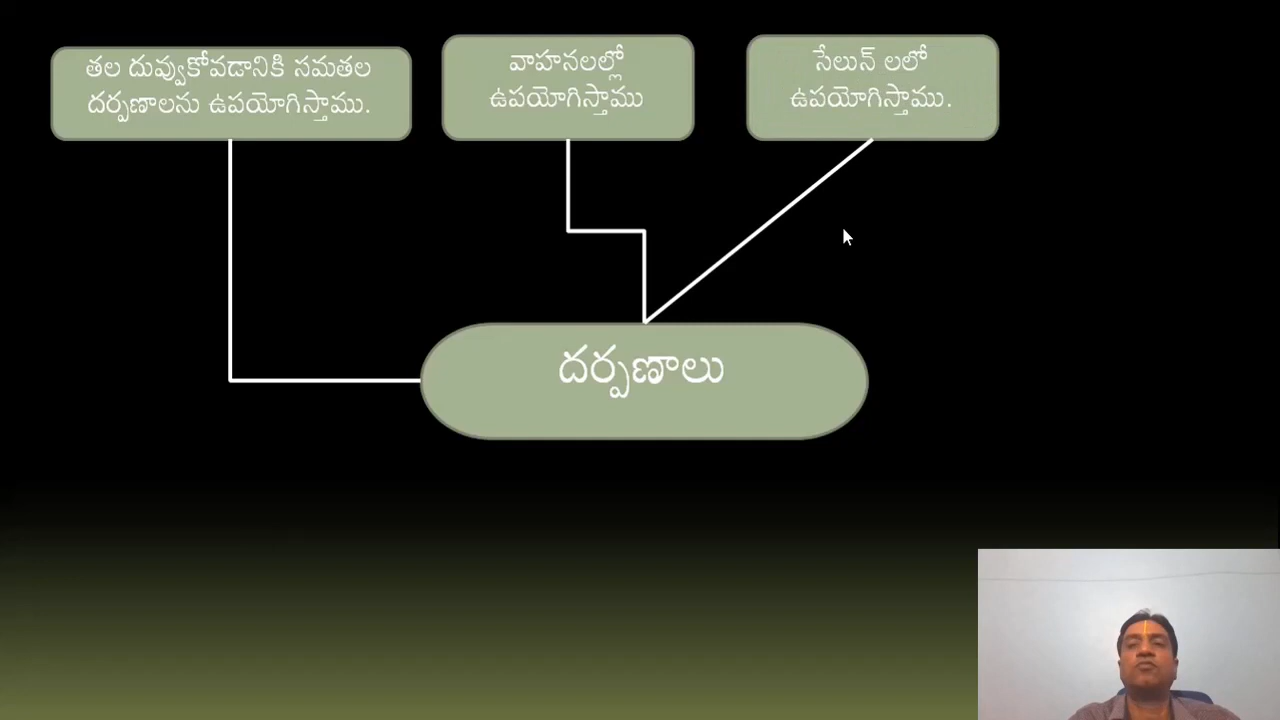 తల దువ్వుకోవడానికి సమతల
దర్పణాలను ఉపయోగిస్తాము.
వాహనలల్లో
ఉపయోగిస్తాము
సేలున్ లలో
ఉపయోగిస్తాము.
దర్పణాలు